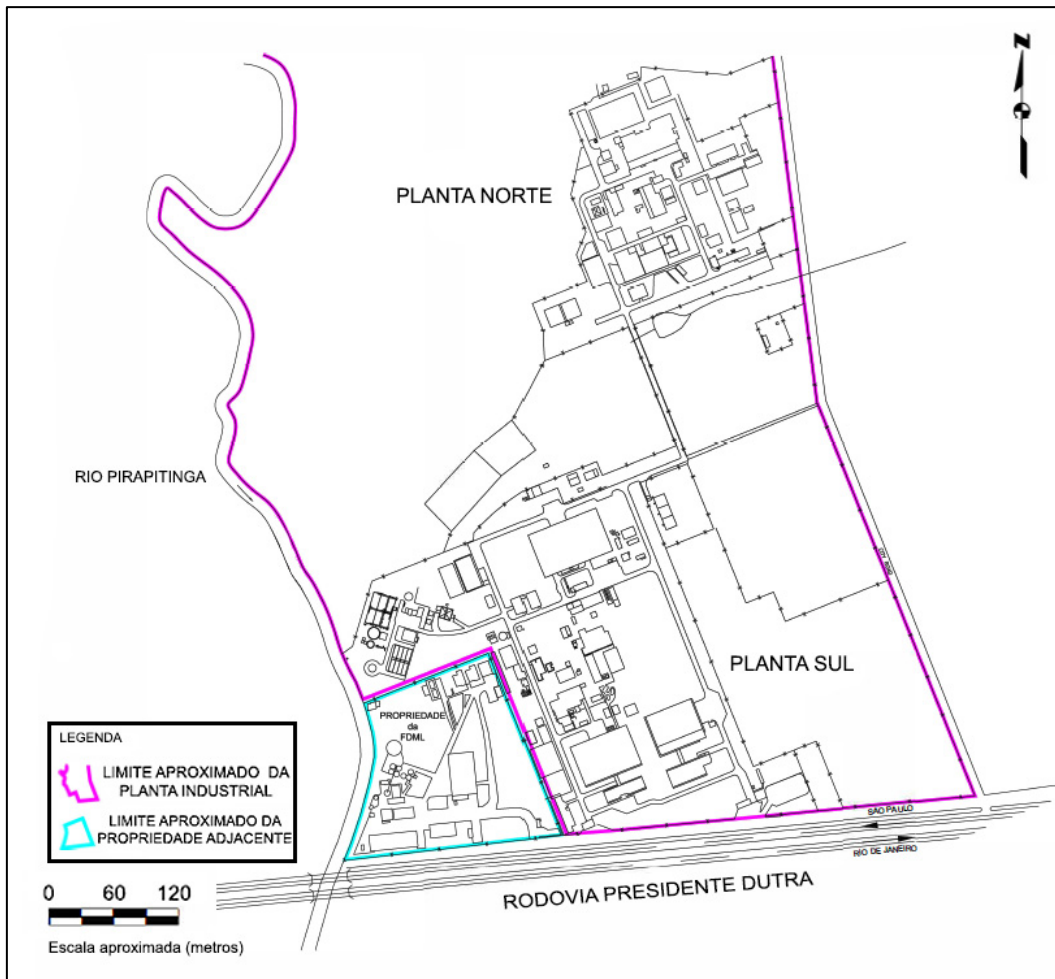 N
PLANTA NORTE
RIO PIRAPITINGA
PLANTA SUL
PROPRIEDADE
da
FDML
LEGENDA
LIMITE APROXIMADO DA
PLANTA INDUSTRIAL
LIMITE APROXIMADO DA
PROPRIEDADE ADJACENTE
SAO PAULO
RIO DE JANEIRO
RODOVIA PRESIDENTE DUTRA
0 60 120
Escala aproximada (metros)